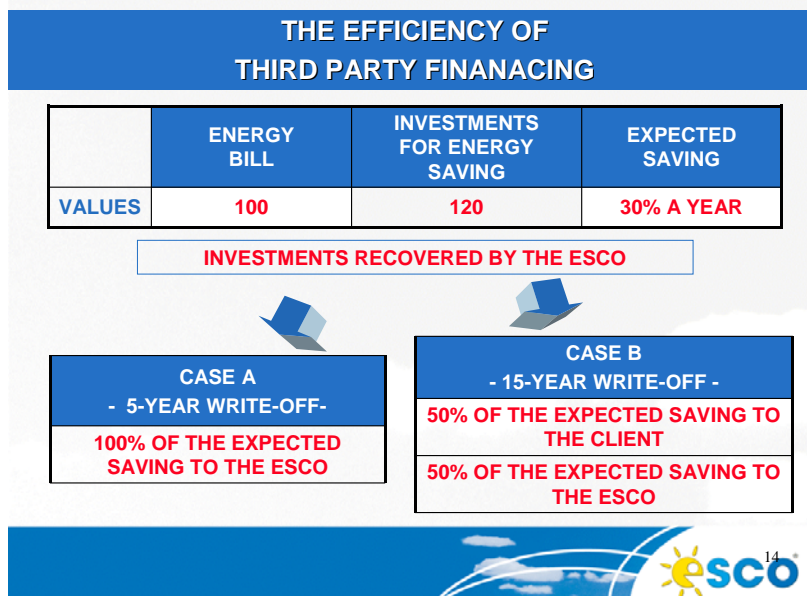 THE EFFICIENCY OF
THIRD PARTY FINANACING
ENERGY
BILL
INVESTMENTS
FOR ENERGY
SAVING
EXPECTED
SAVING
VALUES
100
120
30% A YEAR
INVESTMENTS RECOVERED BY THE ESCO
CASE A
- 5-YEAR WRITE-OFF-
100% OF THE EXPECTED
SAVING TO THE ESCO
CASE B
- 15-YEAR WRITE-OFF -
50% OF THE EXPECTED SAVING TO
THE CLIENT
50% OF THE EXPECTED SAVING TO
THE ESCO
14
esco